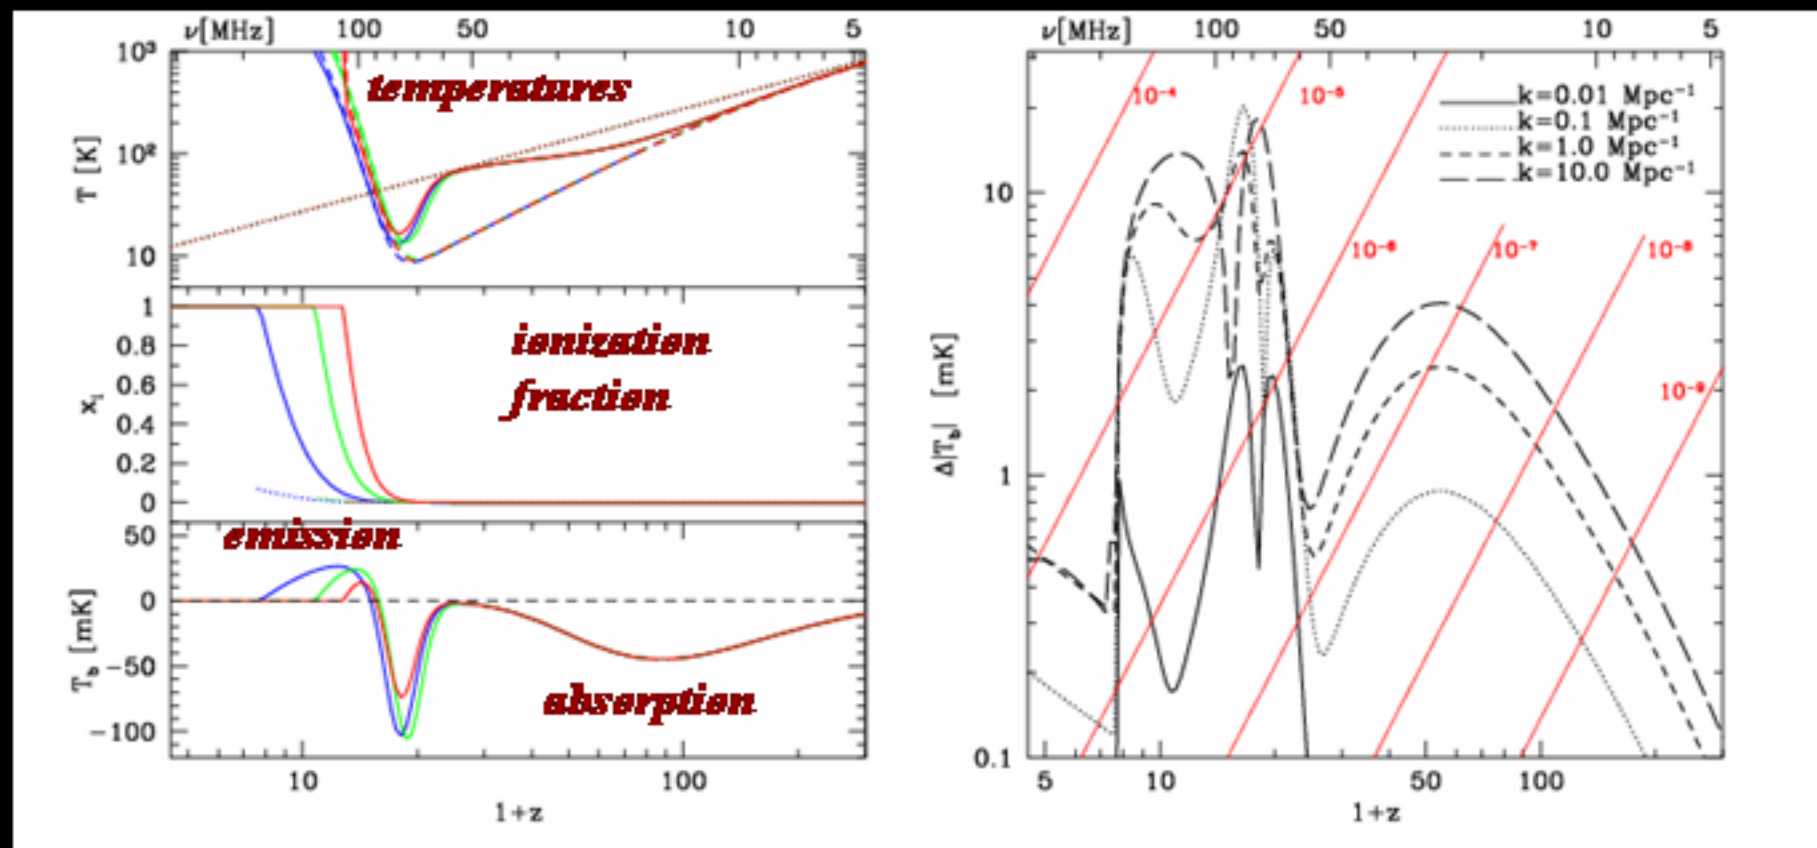 ν[MHz] 100 50 10 5
10³
temperatures
10²
T [K]
10
1
ionization
0.8
0.6
fraction
xᵢ
0.4
0.2
0
50
emission
0
T_b [mK]
-50
absorption
-100
10 100
1+z
ν[MHz] 100 50 10 5
10⁻⁴
10⁻⁵
k=0.01 Mpc⁻¹
k=0.1 Mpc⁻¹
k=1.0 Mpc⁻¹
k=10.0 Mpc⁻¹
10
10⁻⁶
10⁻⁷
10⁻⁸
Δ|T_b| [mK]
10⁻⁹
1
0.1
5 10 50 100
1+z